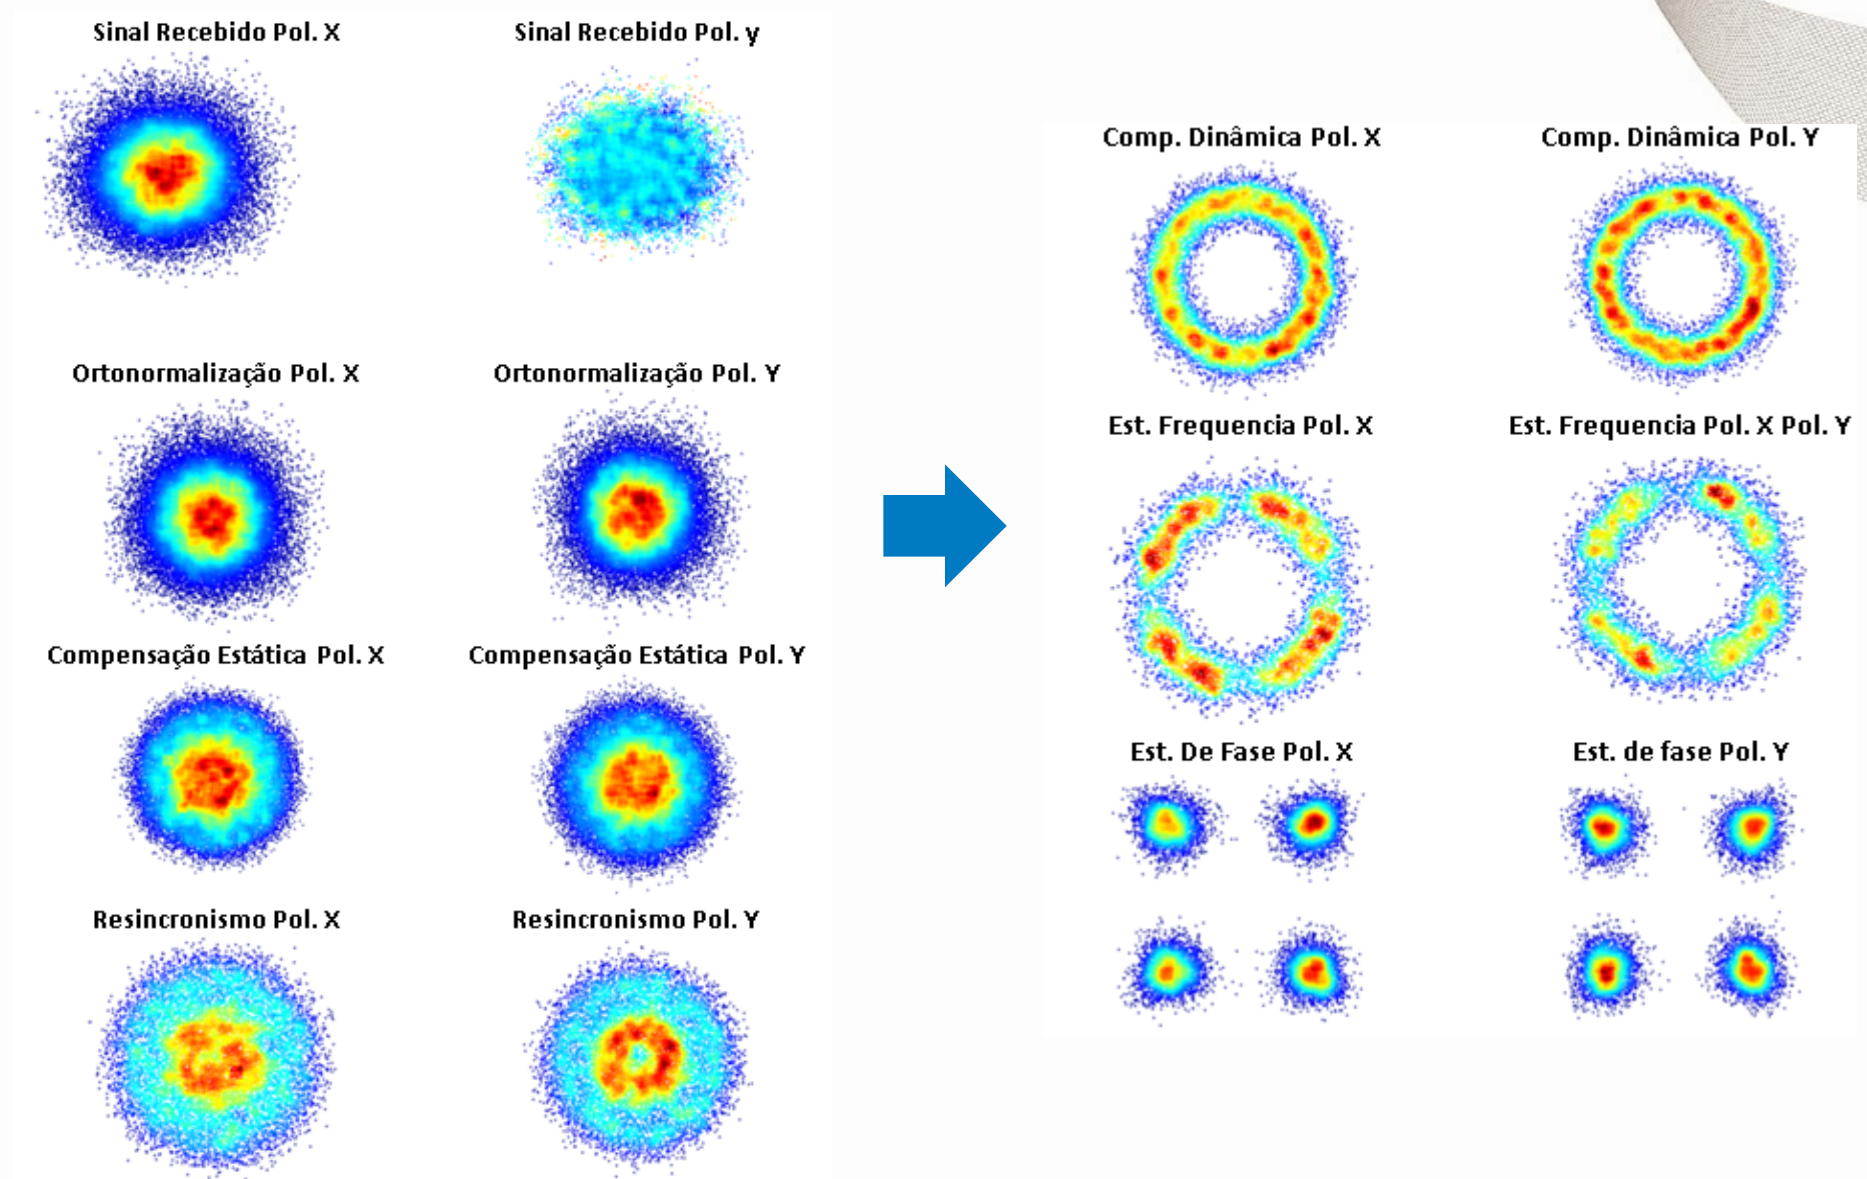 Sinal Recebido Pol. X
Sinal Recebido Pol. y
Ortonormalização Pol. X
Ortonormalização Pol. Y
Compensação Estática Pol. X
Compensação Estática Pol. Y
Resincronismo Pol. X
Resincronismo Pol. Y
Comp. Dinâmica Pol. X
Comp. Dinâmica Pol. Y
Est. Frequencia Pol. X
Est. Frequencia Pol. X Pol. Y
Est. De Fase Pol. X
Est. de fase Pol. Y